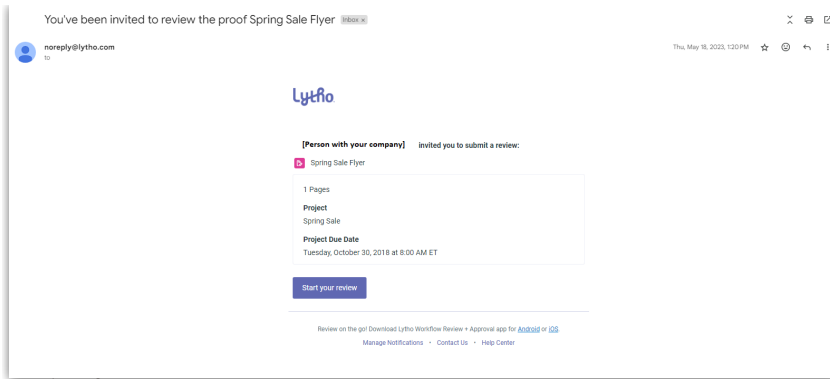 You've been invited to review the proof Spring Sale Flyer Inbox x
noreply@lytho.com
Thu, May 18, 2023, 1:20 PM
to
Lytho
[Person with your company] invited you to submit a review:
Spring Sale Flyer
1 Pages
Project
Spring Sale
Project Due Date
Tuesday, October 30, 2018 at 8:00 AM ET
Start your review
Review on the go! Download Lytho Workflow Review + Approval app for Android or iOS.
Manage Notifications • Contact Us • Help Center